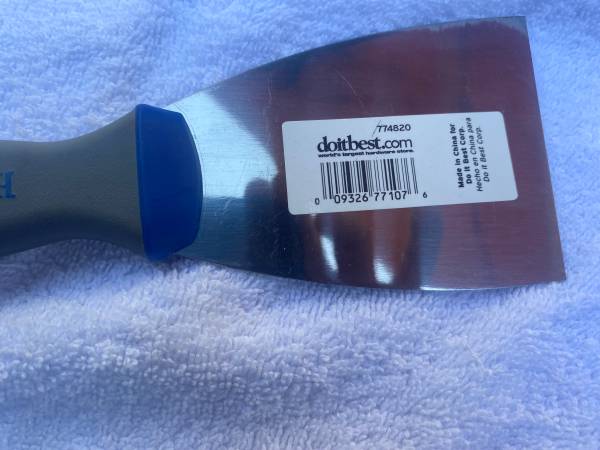 774820
doitbest.com
world's largest hardware store.
0 09326 77107 6
Made in China for
Do it Best Corp.
Hecho en China para
Do it Best Corp.